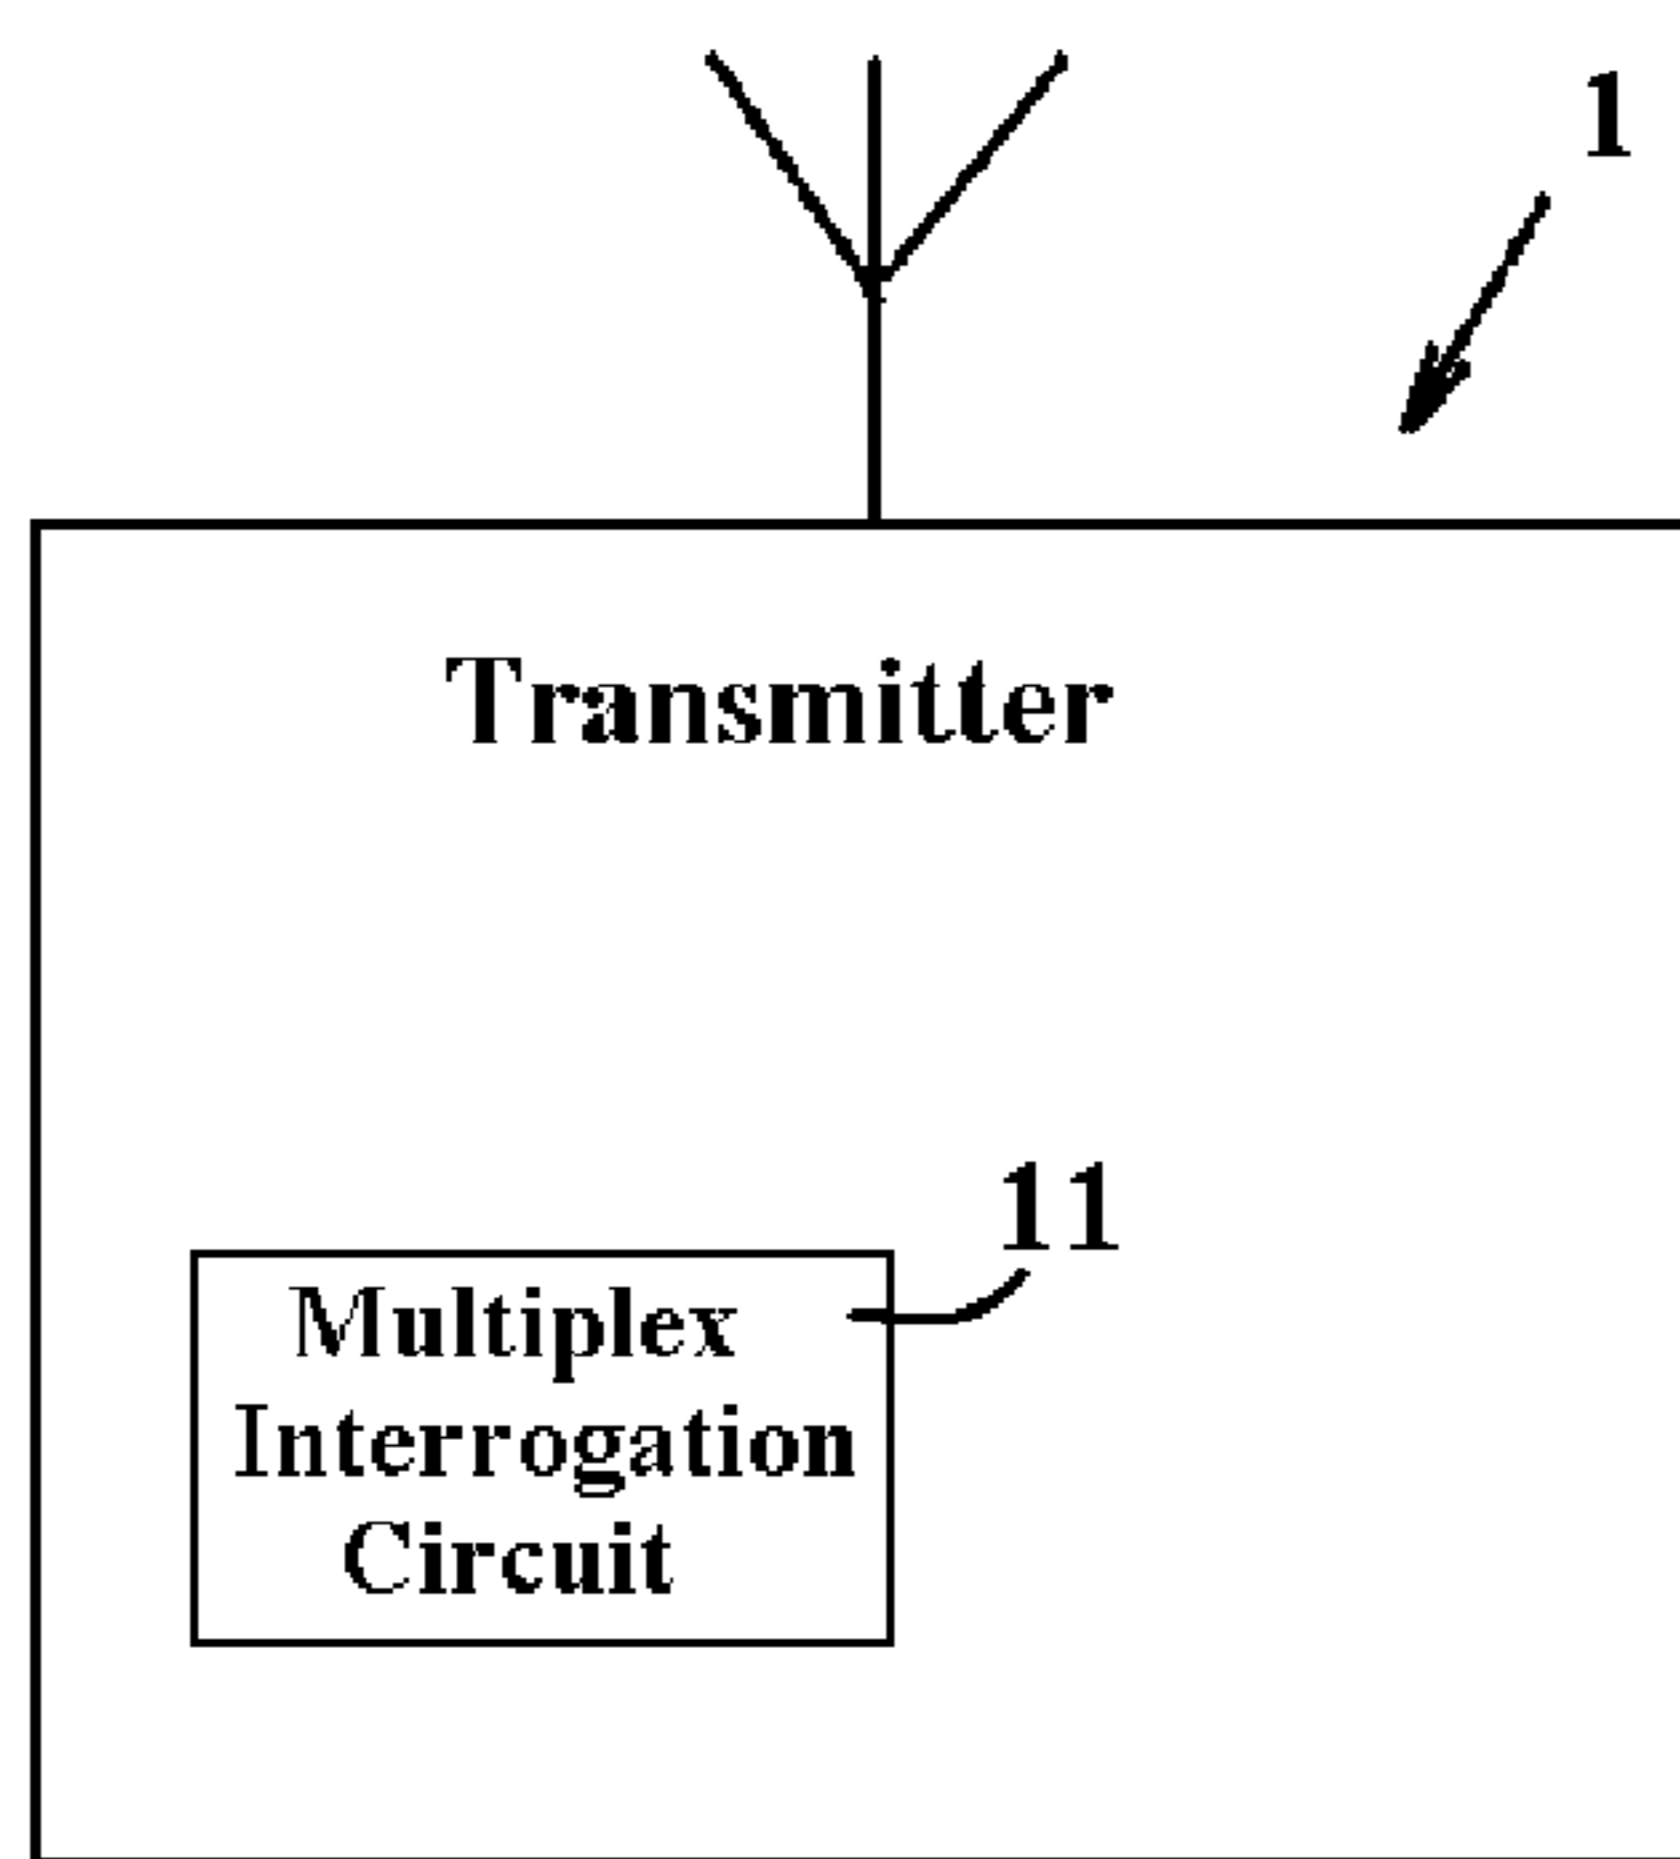 1
Transmitter
11
Multiplex
Interrogation
Circuit